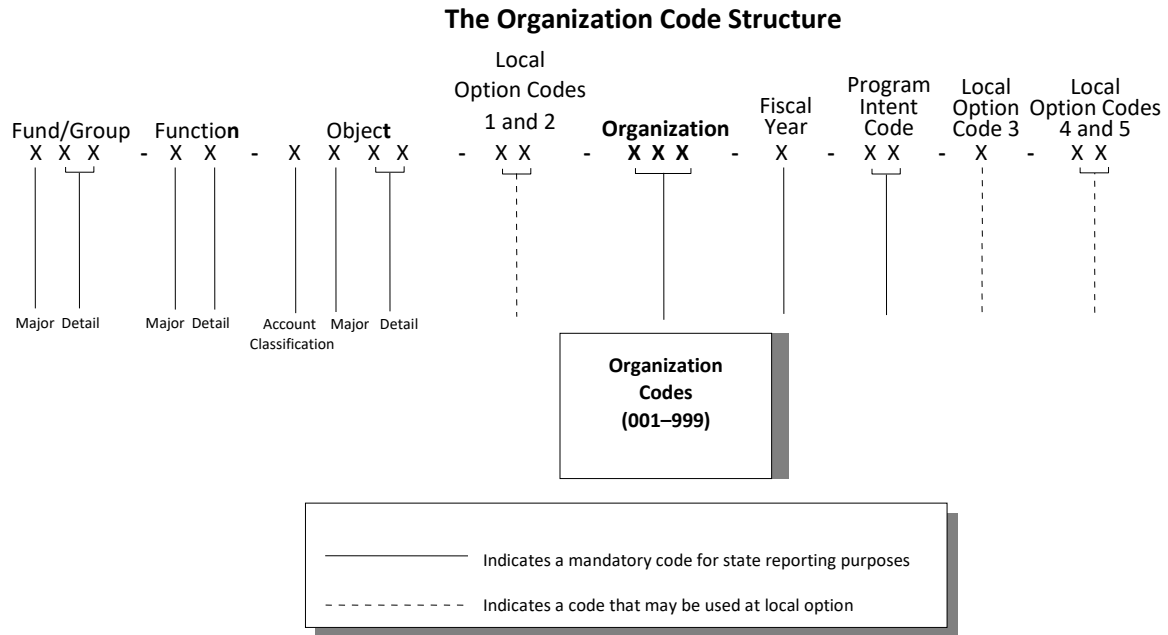 The Organization Code Structure
Local
Option Codes
1 and 2
Program
Intent
Code
Local
Option
Code 3
Local
Option Codes
4 and 5
Fiscal
Year
Fund/Group Function Object Organization
X X X - X X - X X X X - X X - X X X - X - X X - X - X X
Major Detail Major Detail Account Major Detail
Classification
Organization
Codes
(001–999)
Indicates a mandatory code for state reporting purposes
Indicates a code that may be used at local option